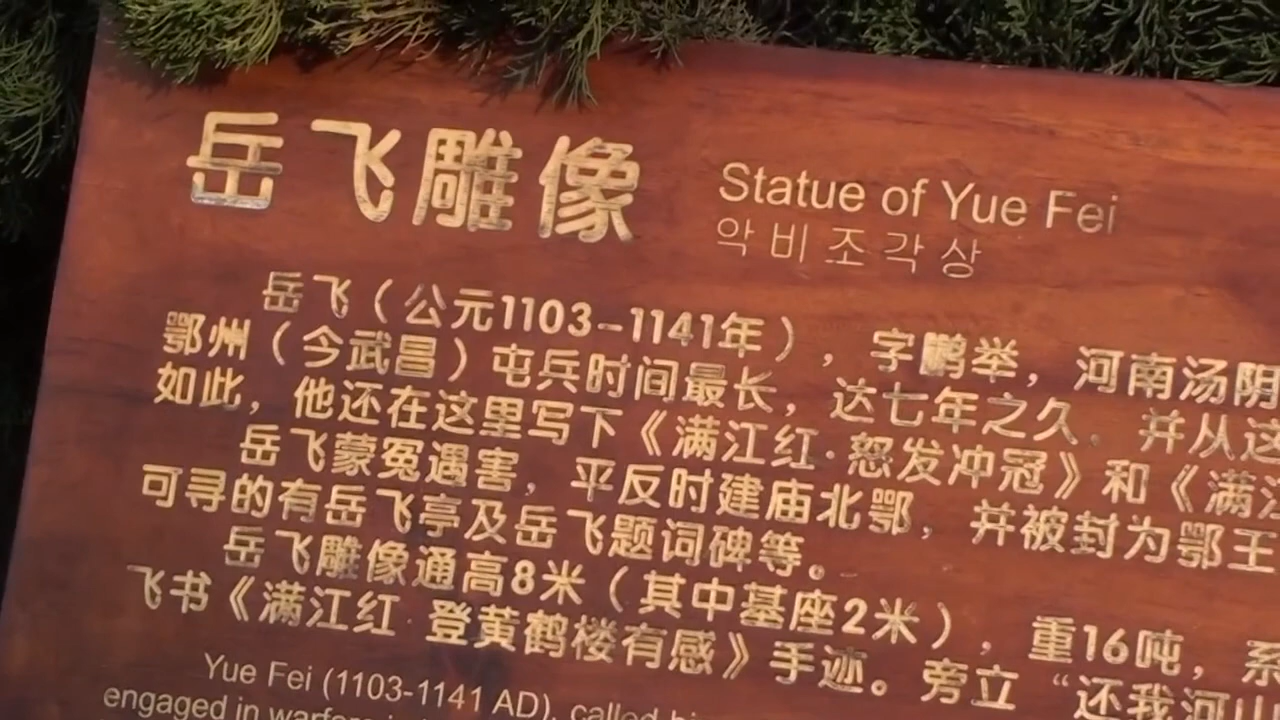 岳飞雕像
Statue of Yue Fei
악비조각상
岳飞（公元1103-1141年），字鹏举，河南汤阴
鄂州（今武昌）屯兵时间最长，达七年之久。并从这
如此，他还在这里写下《满江红·怒发冲冠》和《满江
岳飞蒙冤遇害，平反时建庙北鄂，并被封为鄂王
可寻的有岳飞亭及岳飞题词碑等。
岳飞雕像通高8米（其中基座2米），重16吨，系
飞书《满江红·登黄鹤楼有感》手迹。旁立“还我河山
Yue Fei (1103-1141 AD), called
engaged in warfare